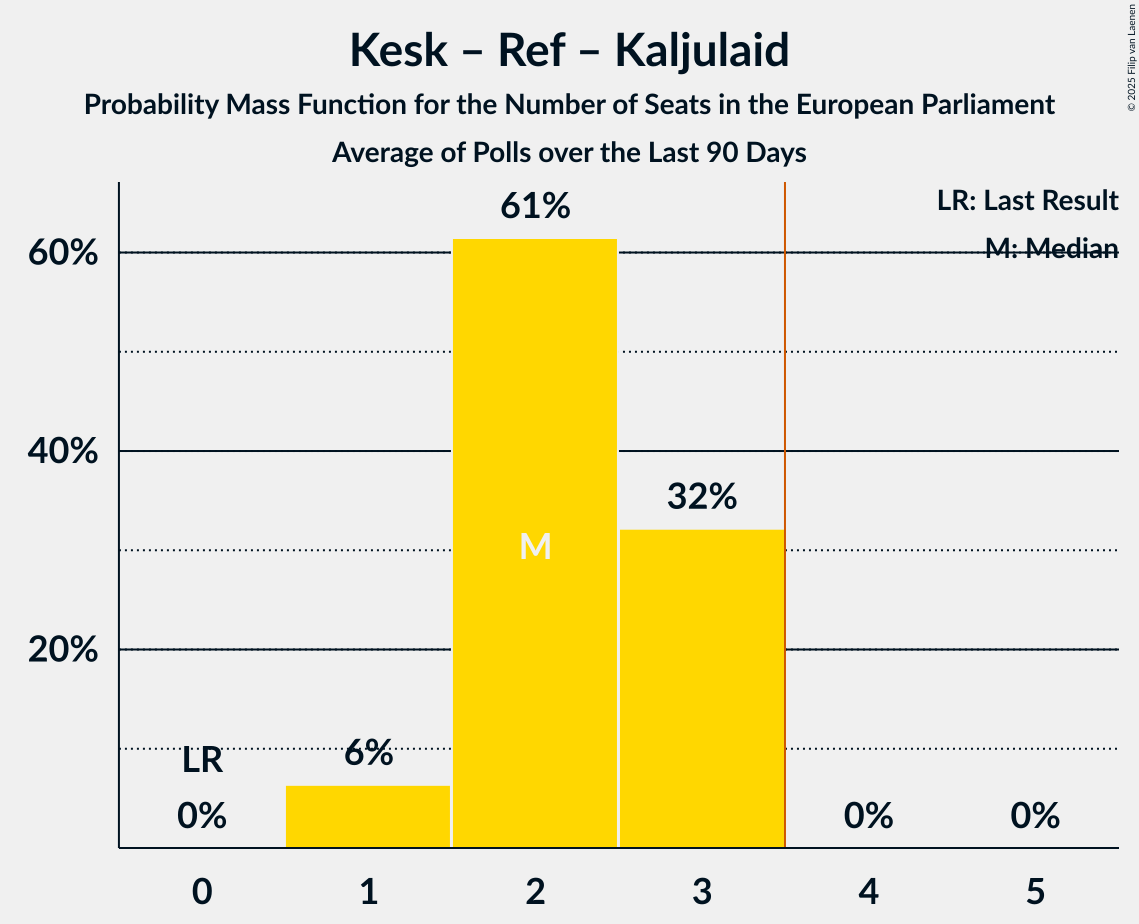 Kesk – Ref – Kaljulaid
Probability Mass Function for the Number of Seats in the European Parliament
Average of Polls over the Last 90 Days
© 2025 Filip van Laenen
LR: Last Result
M: Median
61%
60%
40%
32%
M
20%
LR
6%
0%
0%
0%
0
1
2
3
4
5